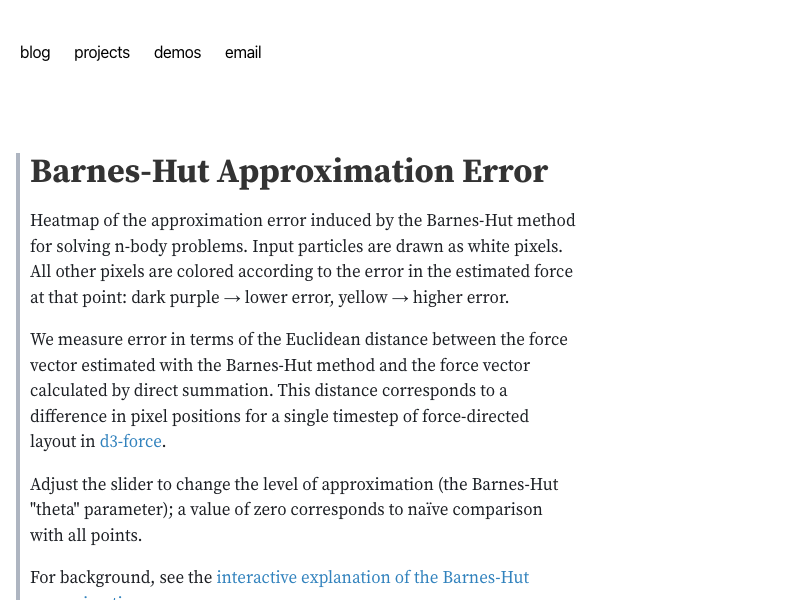 blog projects demos email
Barnes-Hut Approximation Error
Heatmap of the approximation error induced by the Barnes-Hut method
for solving n-body problems. Input particles are drawn as white pixels.
All other pixels are colored according to the error in the estimated force
at that point: dark purple → lower error, yellow → higher error.
We measure error in terms of the Euclidean distance between the force
vector estimated with the Barnes-Hut method and the force vector
calculated by direct summation. This distance corresponds to a
difference in pixel positions for a single timestep of force-directed
layout in d3-force.
Adjust the slider to change the level of approximation (the Barnes-Hut
"theta" parameter); a value of zero corresponds to naïve comparison
with all points.
For background, see the interactive explanation of the Barnes-Hut